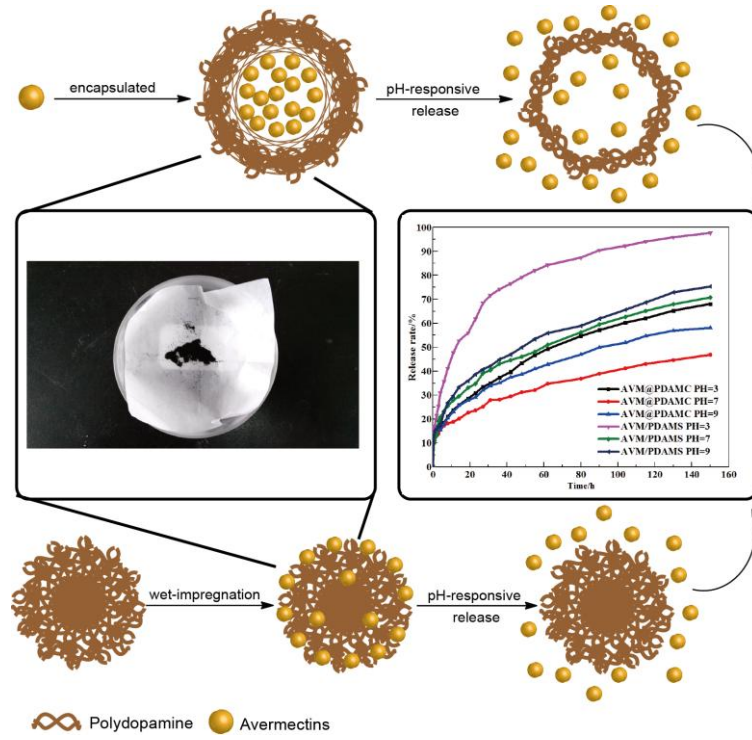 encapsulated
pH-responsive
release
Release rate/%
100
90
80
70
60
50
40
30
20
10
0
AVM@PDAMC PH=3
AVM@PDAMC PH=7
AVM@PDAMC PH=9
AVM/PDAMS PH=3
AVM/PDAMS PH=7
AVM/PDAMS PH=9
0 20 40 60 80 100 120 140 160
Time/h
wet-impregnation
pH-responsive
release
Polydopamine
Avermectins